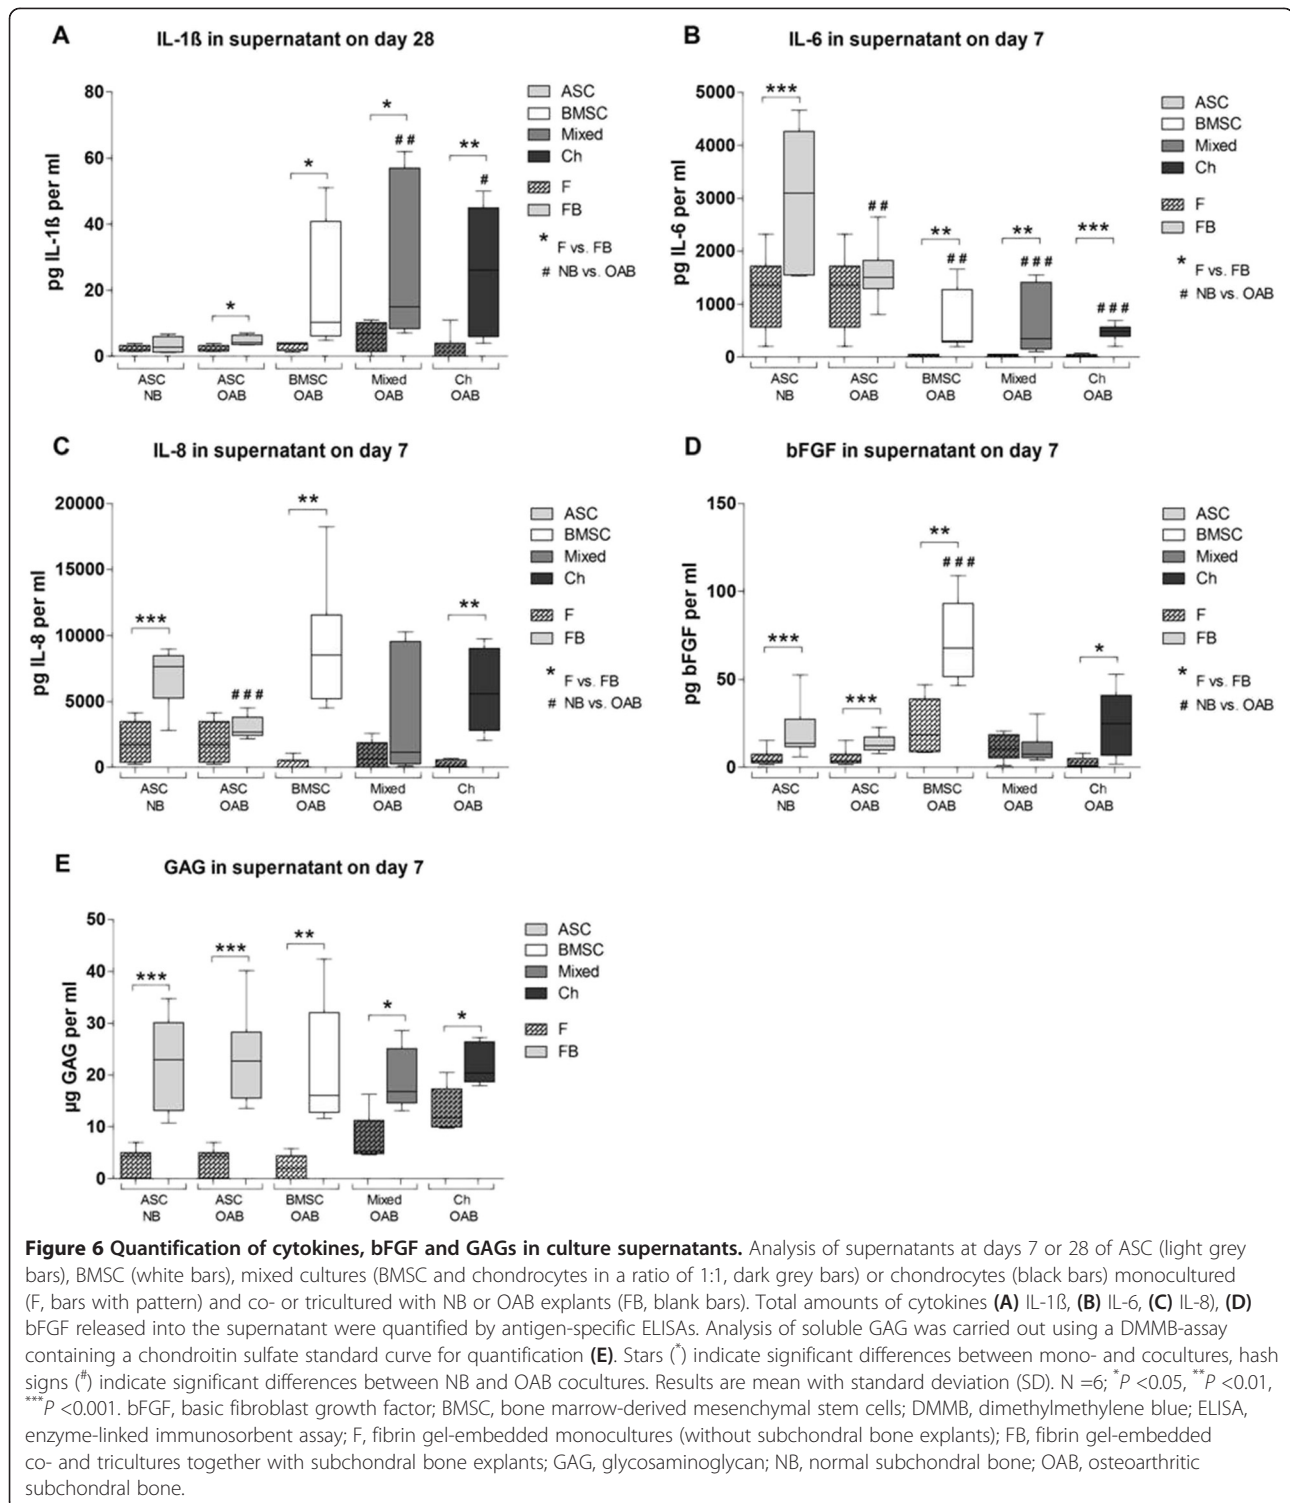 A
IL-1ß in supernatant on day 28
pg IL-1ß per ml
80
60
40
20
0
*
*
*
# #
**
#
ASC
NB
ASC
OAB
BMSC
OAB
Mixed
OAB
Ch
OAB
ASC
BMSC
Mixed
Ch
F
FB
* F vs. FB
# NB vs. OAB
B
IL-6 in supernatant on day 7
pg IL-6 per ml
5000
4000
3000
2000
1000
0
***
# #
**
# #
**
# # #
***
# # #
ASC
NB
ASC
OAB
BMSC
OAB
Mixed
OAB
Ch
OAB
ASC
BMSC
Mixed
Ch
F
FB
* F vs. FB
# NB vs. OAB
C
IL-8 in supernatant on day 7
pg IL-8 per ml
20000
15000
10000
5000
0
***
# # #
**
**
ASC
NB
ASC
OAB
BMSC
OAB
Mixed
OAB
Ch
OAB
ASC
BMSC
Mixed
Ch
F
FB
* F vs. FB
# NB vs. OAB
D
bFGF in supernatant on day 7
pg bFGF per ml
150
100
50
0
***
***
**
# # #
*
ASC
NB
ASC
OAB
BMSC
OAB
Mixed
OAB
Ch
OAB
ASC
BMSC
Mixed
Ch
F
FB
* F vs. FB
# NB vs. OAB
E
GAG in supernatant on day 7
µg GAG per ml
50
40
30
20
10
0
***
***
**
*
*
ASC
NB
ASC
OAB
BMSC
OAB
Mixed
OAB
Ch
OAB
ASC
BMSC
Mixed
Ch
F
FB
Figure 6 Quantification of cytokines, bFGF and GAGs in culture supernatants. Analysis of supernatants at days 7 or 28 of ASC (light grey
bars), BMSC (white bars), mixed cultures (BMSC and chondrocytes in a ratio of 1:1, dark grey bars) or chondrocytes (black bars) monocultured
(F, bars with pattern) and co- or tricultured with NB or OAB explants (FB, blank bars). Total amounts of cytokines (A) IL-1ß, (B) IL-6, (C) IL-8), (D)
bFGF released into the supernatant were quantified by antigen-specific ELISAs. Analysis of soluble GAG was carried out using a DMMB-assay
containing a chondroitin sulfate standard curve for quantification (E). Stars (*) indicate significant differences between mono- and cocultures, hash
signs (#) indicate significant differences between NB and OAB cocultures. Results are mean with standard deviation (SD). N =6; *P <0.05, **P <0.01,
***P <0.001. bFGF, basic fibroblast growth factor; BMSC, bone marrow-derived mesenchymal stem cells; DMMB, dimethylmethylene blue; ELISA,
enzyme-linked immunosorbent assay; F, fibrin gel-embedded monocultures (without subchondral bone explants); FB, fibrin gel-embedded
co- and tricultures together with subchondral bone explants; GAG, glycosaminoglycan; NB, normal subchondral bone; OAB, osteoarthritic
subchondral bone.